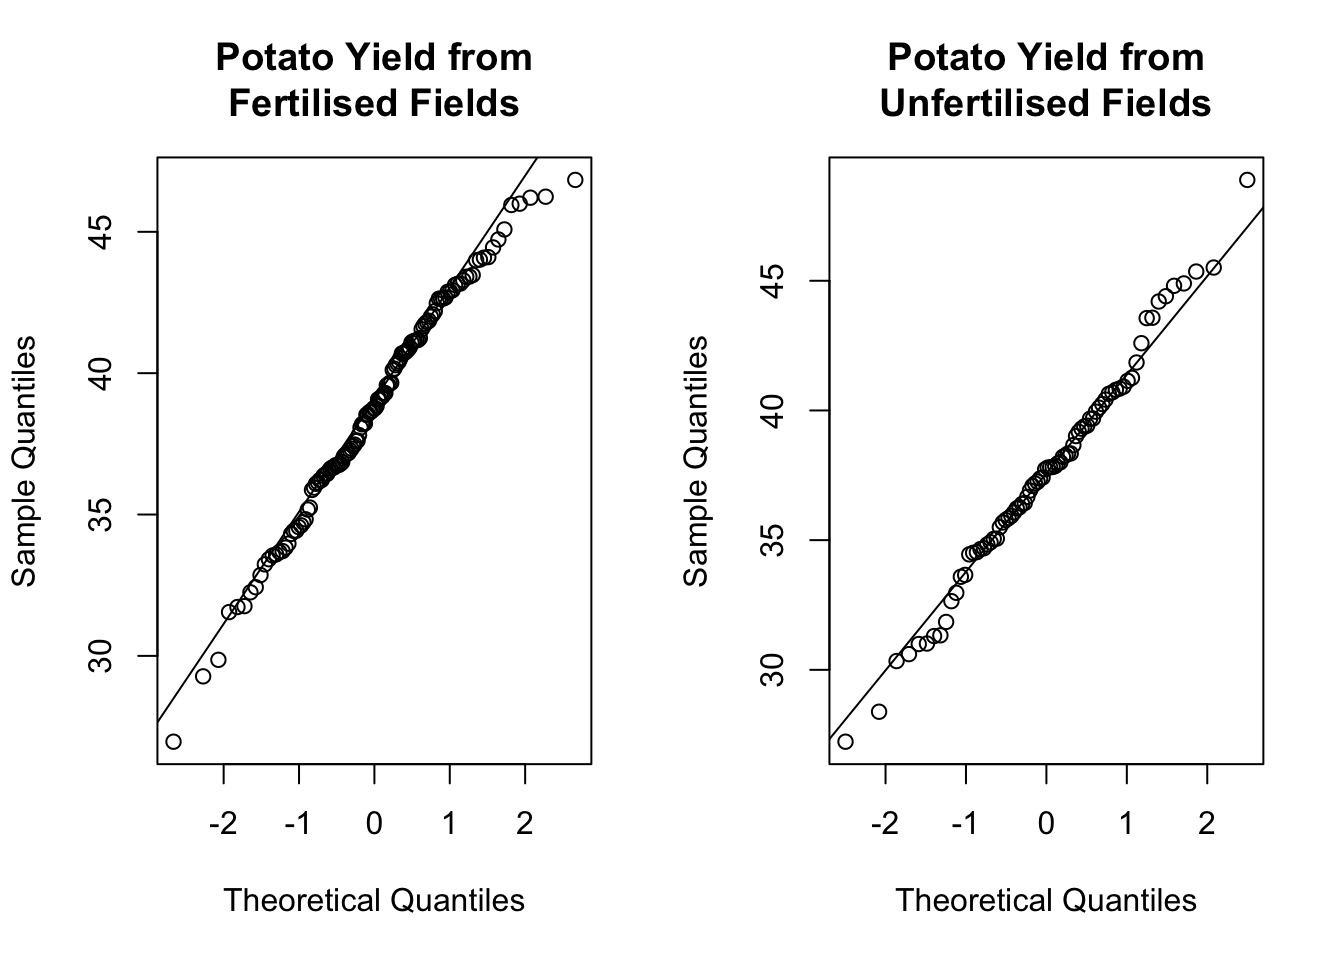 Potato Yield from
Fertilised Fields
Sample Quantiles
45
40
35
30
-2 -1 0 1 2
Theoretical Quantiles
Potato Yield from
Unfertilised Fields
Sample Quantiles
45
40
35
30
-2 -1 0 1 2
Theoretical Quantiles